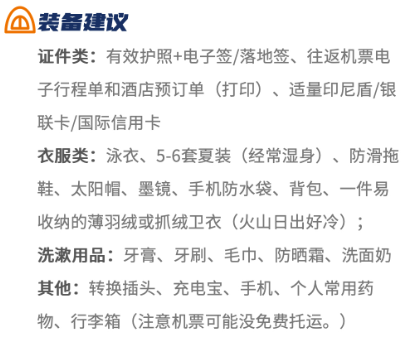 装备建议
证件类：有效护照+电子签/落地签、往返机票电
子行程单和酒店预订单（打印）、适量印尼盾/银
联卡/国际信用卡
衣服类：泳衣、5-6套夏装（经常湿身）、防滑拖
鞋、太阳帽、墨镜、手机防水袋、背包、一件易
收纳的薄羽绒或抓绒卫衣（火山日出好冷）；
洗漱用品：牙膏、牙刷、毛巾、防晒霜、洗面奶
其他：转换插头、充电宝、手机、个人常用药
物、行李箱（注意机票可能没免费托运。）